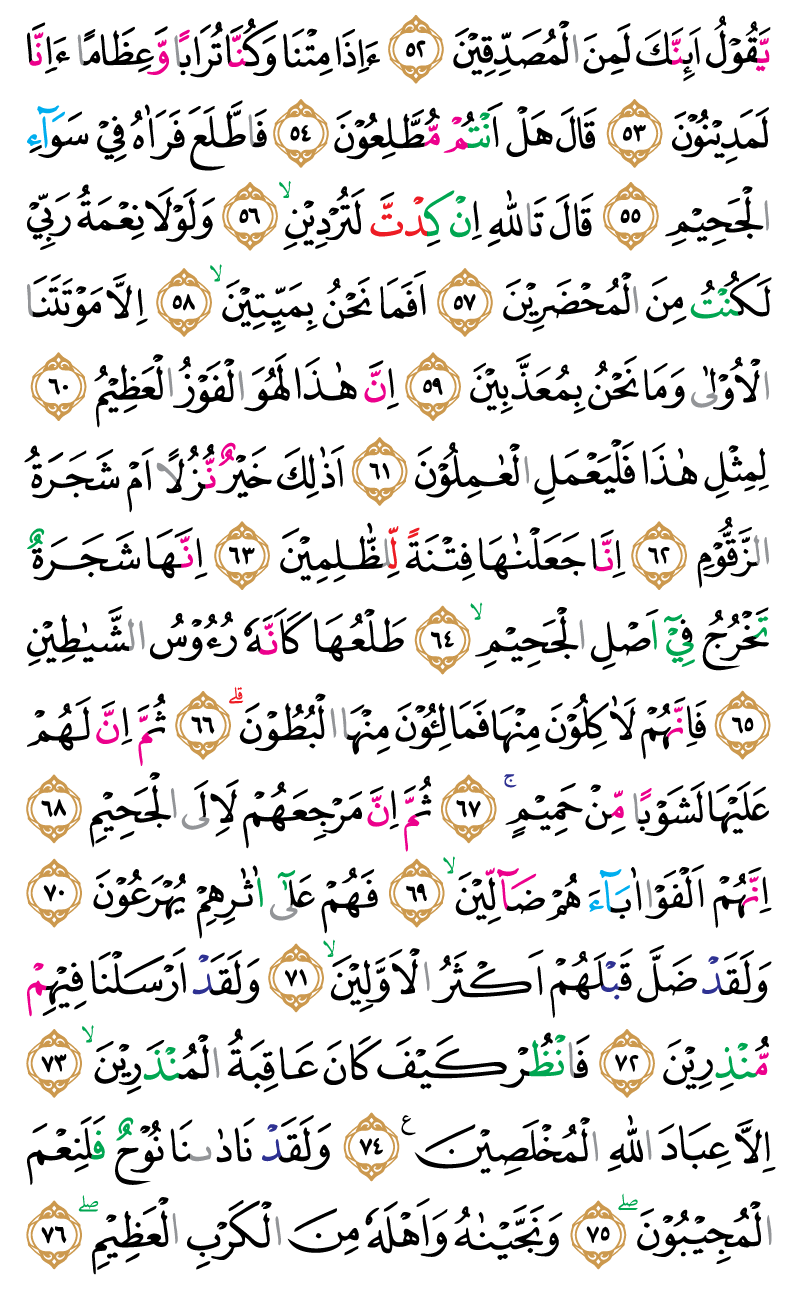 يَّقُوْلُ اَىِٕنَّكَ لَمِنَ الْمُصَدِّقِيْنَ ٥٢ ءَاِذَا مِتْنَا وَكُنَّا تُرَابًا وَّعِظَامًا ءَاِنَّا
لَمَدِيْنُوْنَ ٥٣ قَالَ هَلْ اَنْتُمْ مُّطَّلِعُوْنَ ٥٤ فَاطَّلَعَ فَرَاٰهُ فِيْ سَوَاۤءِ
الْجَحِيْمِ ٥٥ قَالَ تَاللّٰهِ اِنْ كِدْتَّ لَتُرْدِيْنِ ۙ ٥٦ وَلَوْلَا نِعْمَةُ رَبِّيْ
لَكُنْتُ مِنَ الْمُحْضَرِيْنَ ٥٧ اَفَمَا نَحْنُ بِمَيِّتِيْنَ ۙ ٥٨ اِلَّا مَوْتَتَنَا
الْاُوْلٰى وَمَا نَحْنُ بِمُعَذَّبِيْنَ ٥٩ اِنَّ هٰذَا لَهُوَ الْفَوْزُ الْعَظِيْمُ ٦٠
لِمِثْلِ هٰذَا فَلْيَعْمَلِ الْعٰمِلُوْنَ ٦١ اَذٰلِكَ خَيْرٌ نُّزُلًا اَمْ شَجَرَةُ
الزَّقُّوْمِ ٦٢ اِنَّا جَعَلْنٰهَا فِتْنَةً لِّلظّٰلِمِيْنَ ٦٣ اِنَّهَا شَجَرَةٌ
تَخْرُجُ فِيْٓ اَصْلِ الْجَحِيْمِ ۙ ٦٤ طَلْعُهَا كَاَنَّهٗ رُءُوْسُ الشَّيٰطِيْنِ
٦٥ فَاِنَّهُمْ لَاٰكِلُوْنَ مِنْهَا فَمَالِـُٔوْنَ مِنْهَا الْبُطُوْنَ ۗ ٦٦ ثُمَّ اِنَّ لَهُمْ
عَلَيْهَا لَشَوْبًا مِّنْ حَمِيْمٍ ۚ ٦٧ ثُمَّ اِنَّ مَرْجِعَهُمْ لَاِلَى الْجَحِيْمِ ٦٨
اِنَّهُمْ اَلْفَوْا اٰبَاۤءَهُمْ ضَاۤلِّيْنَ ۙ ٦٩ فَهُمْ عَلٰٓى اٰثٰرِهِمْ يُهْرَعُوْنَ ٧٠
وَلَقَدْ ضَلَّ قَبْلَهُمْ اَكْثَرُ الْاَوَّلِيْنَ ۙ ٧١ وَلَقَدْ اَرْسَلْنَا فِيْهِمْ
مُّنْذِرِيْنَ ٧٢ فَانْظُرْ كَيْفَ كَانَ عَاقِبَةُ الْمُنْذَرِيْنَ ۙ ٧٣
اِلَّا عِبَادَ اللّٰهِ الْمُخْلَصِيْنَ ࣖ ٧٤ وَلَقَدْ نَادٰىنَا نُوْحٌ فَلَنِعْمَ
الْمُجِيْبُوْنَ ۖ ٧٥ وَنَجَّيْنٰهُ وَاَهْلَهٗ مِنَ الْكَرْبِ الْعَظِيْمِ ۖ ٧٦